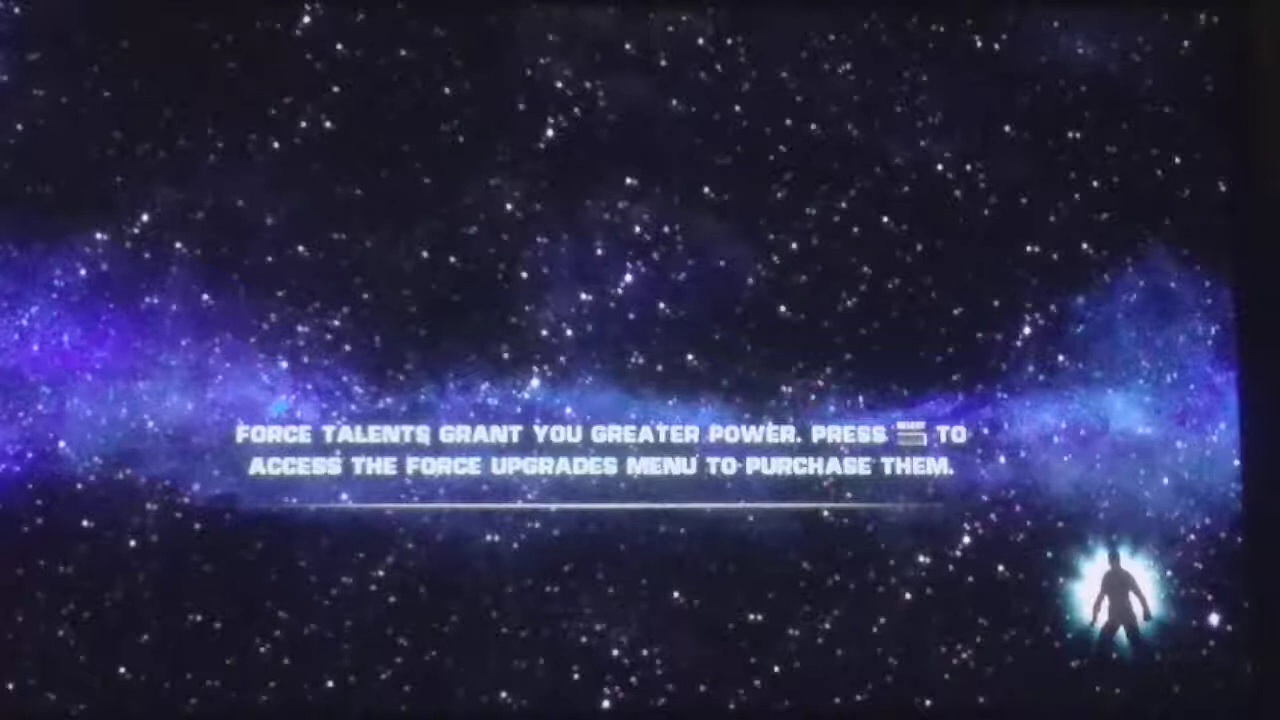 FORCE TALENTS GRANT YOU GREATER POWER. PRESS TO
ACCESS THE FORCE UPGRADES MENU TO PURCHASE THEM.